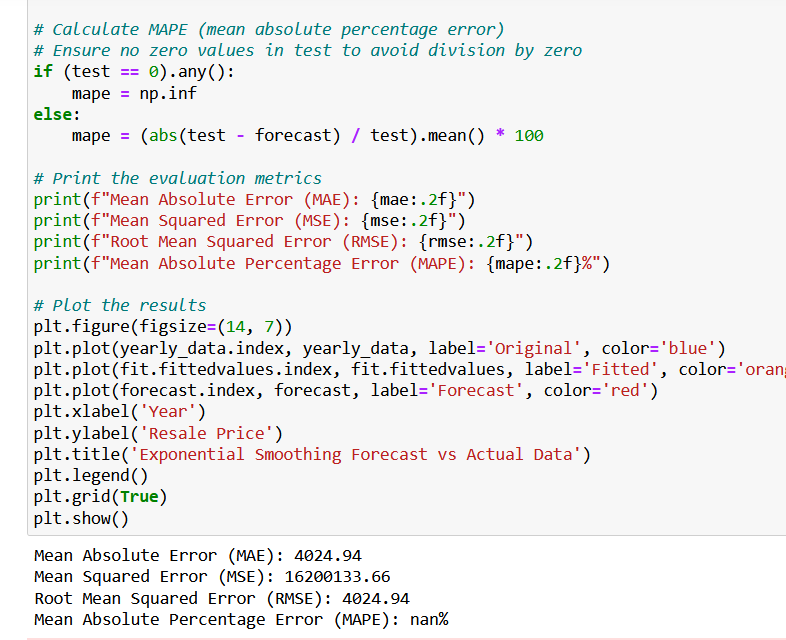 # Calculate MAPE (mean absolute percentage error)
# Ensure no zero values in test to avoid division by zero
if (test == 0).any():
    mape = np.inf
else:
    mape = (abs(test - forecast) / test).mean() * 100
# Print the evaluation metrics
print(f"Mean Absolute Error (MAE): {mae:.2f}")
print(f"Mean Squared Error (MSE): {mse:.2f}")
print(f"Root Mean Squared Error (RMSE): {rmse:.2f}")
print(f"Mean Absolute Percentage Error (MAPE): {mape:.2f}%")
# Plot the results
plt.figure(figsize=(14, 7))
plt.plot(yearly_data.index, yearly_data, label='Original', color='blue')
plt.plot(fit.fittedvalues.index, fit.fittedvalues, label='Fitted', color='orang
plt.plot(forecast.index, forecast, label='Forecast', color='red')
plt.xlabel('Year')
plt.ylabel('Resale Price')
plt.title('Exponential Smoothing Forecast vs Actual Data')
plt.legend()
plt.grid(True)
plt.show()
Mean Absolute Error (MAE): 4024.94
Mean Squared Error (MSE): 16200133.66
Root Mean Squared Error (RMSE): 4024.94
Mean Absolute Percentage Error (MAPE): nan%